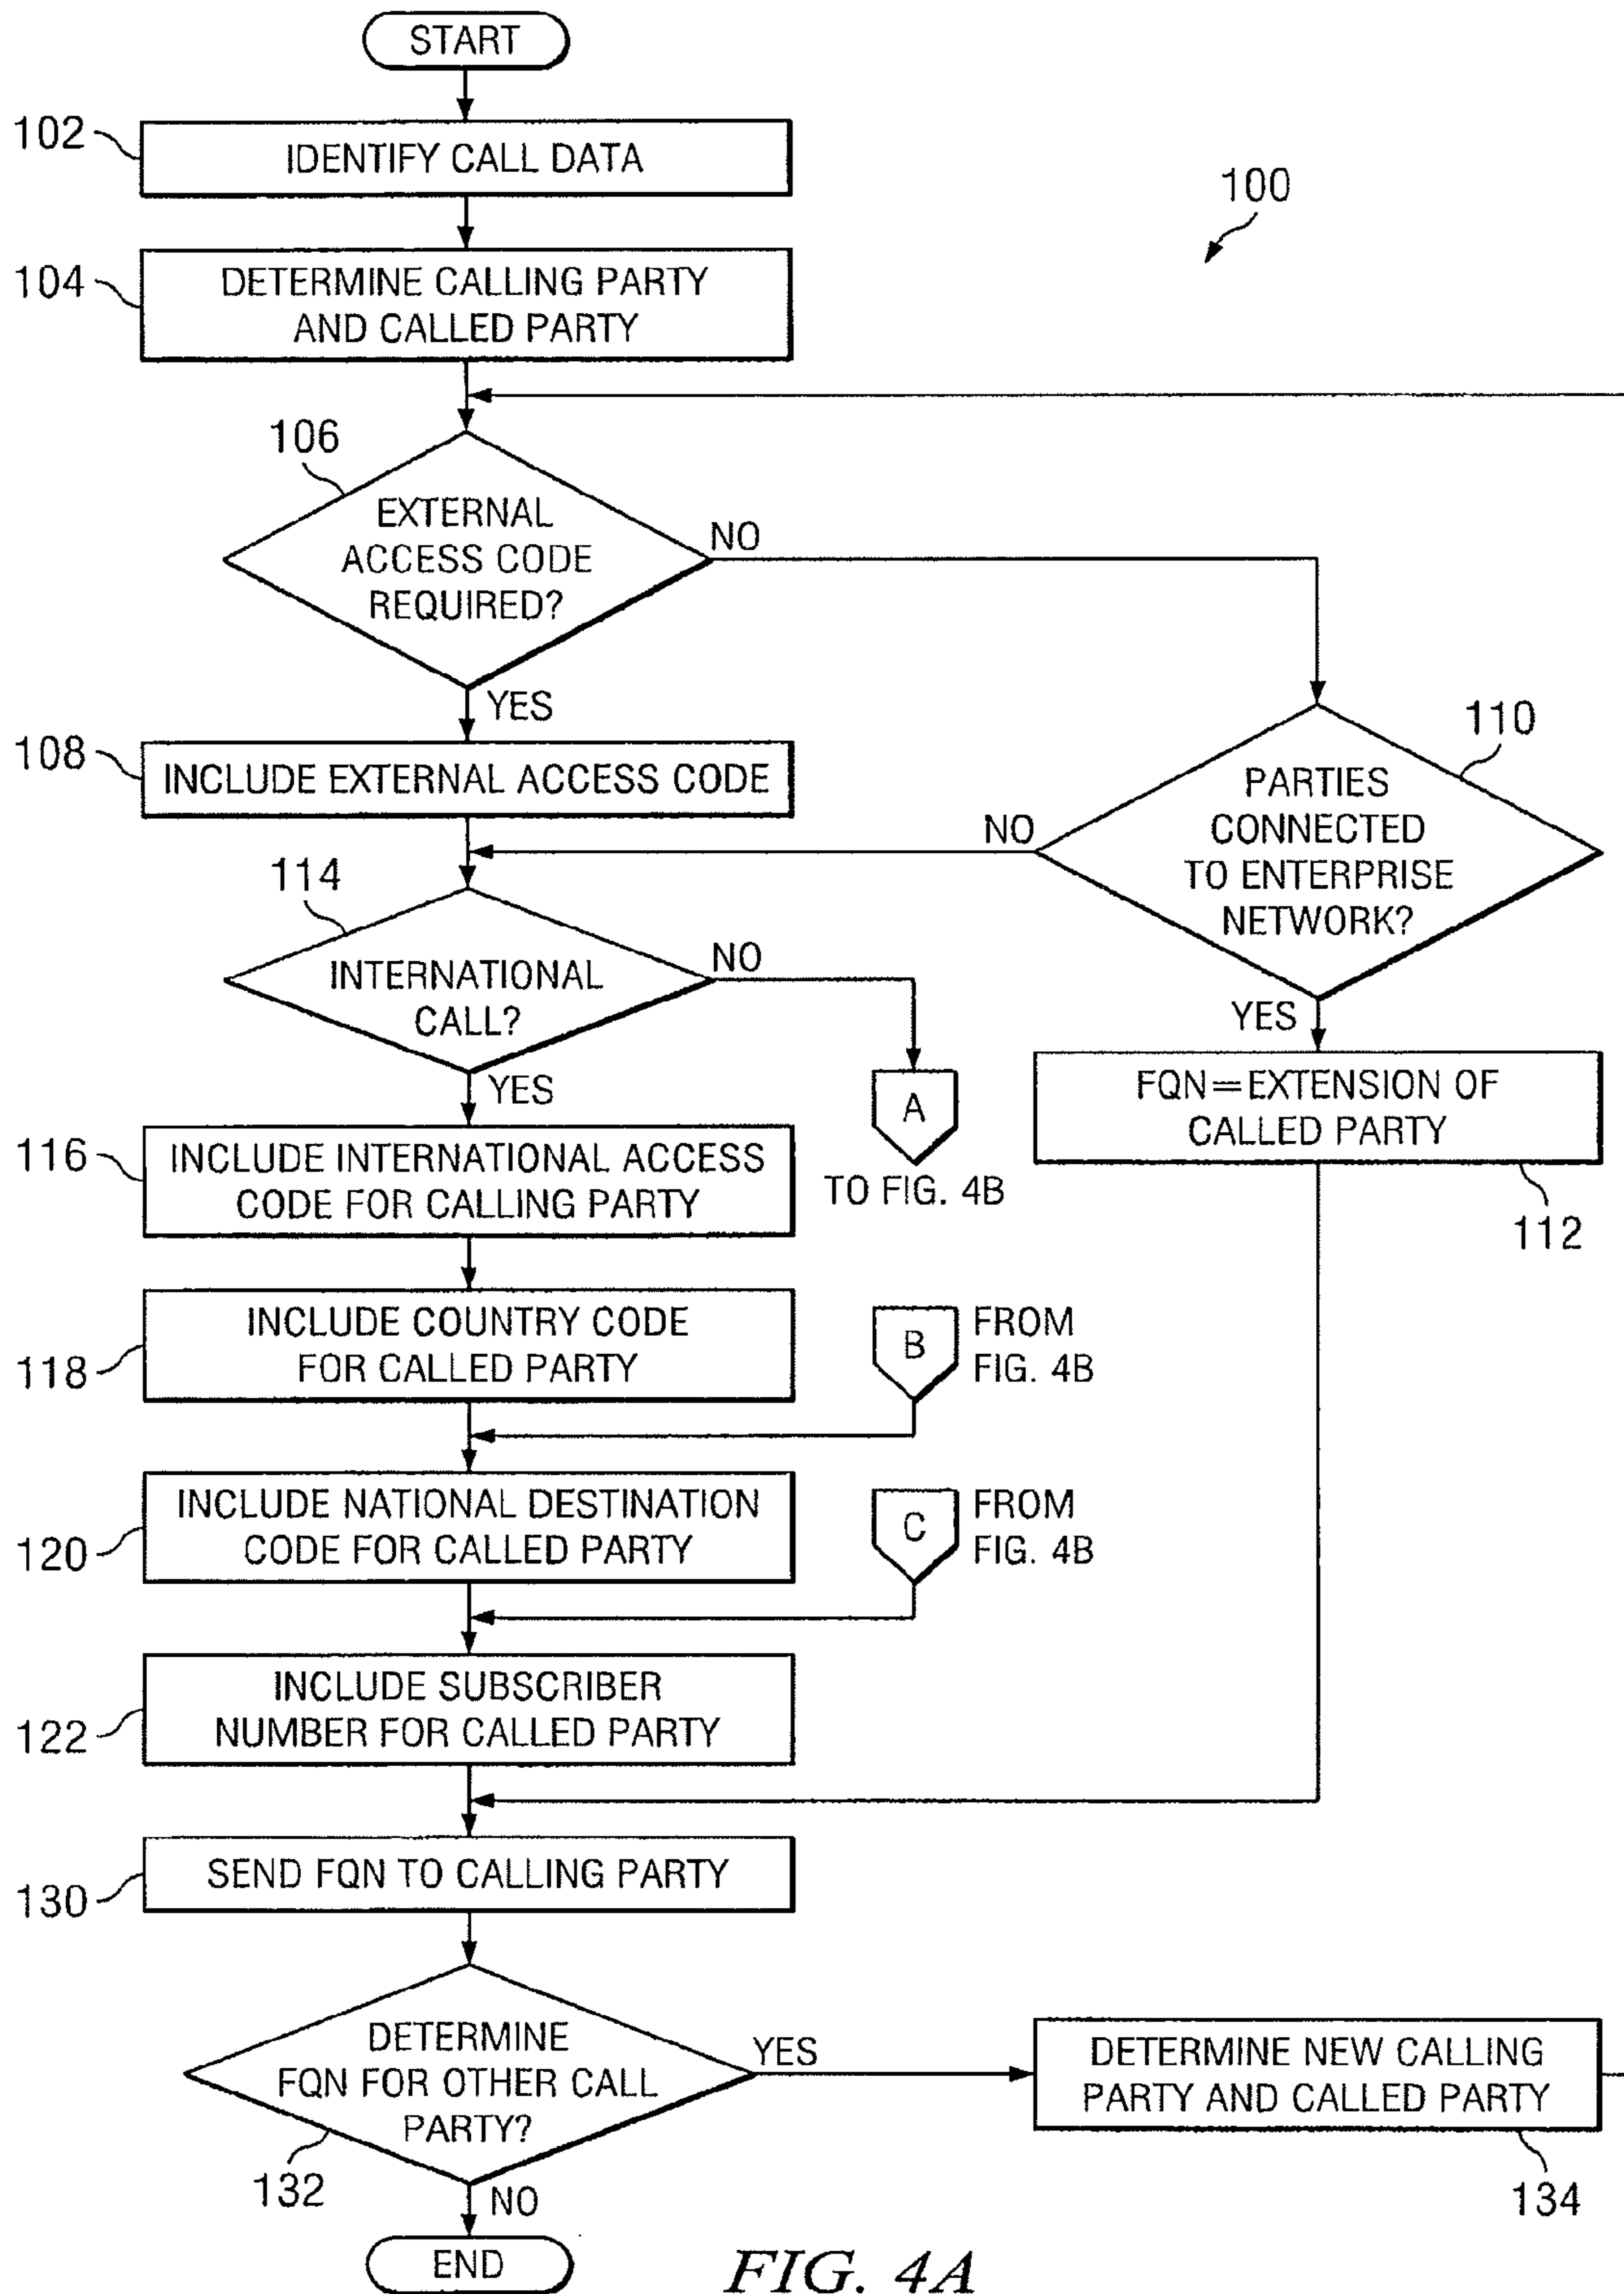 START
102
IDENTIFY CALL DATA
100
104
DETERMINE CALLING PARTY
AND CALLED PARTY
106
EXTERNAL
ACCESS CODE
REQUIRED?
NO
YES
108
INCLUDE EXTERNAL ACCESS CODE
110
PARTIES
CONNECTED
TO ENTERPRISE
NETWORK?
NO
YES
114
INTERNATIONAL
CALL?
NO
YES
A
TO FIG. 4B
FQN=EXTENSION OF
CALLED PARTY
112
116
INCLUDE INTERNATIONAL ACCESS
CODE FOR CALLING PARTY
118
INCLUDE COUNTRY CODE
FOR CALLED PARTY
B
FROM
FIG. 4B
120
INCLUDE NATIONAL DESTINATION
CODE FOR CALLED PARTY
C
FROM
FIG. 4B
122
INCLUDE SUBSCRIBER
NUMBER FOR CALLED PARTY
130
SEND FQN TO CALLING PARTY
DETERMINE
FQN FOR OTHER CALL
PARTY?
132
YES
NO
DETERMINE NEW CALLING
PARTY AND CALLED PARTY
134
END
FIG. 4A